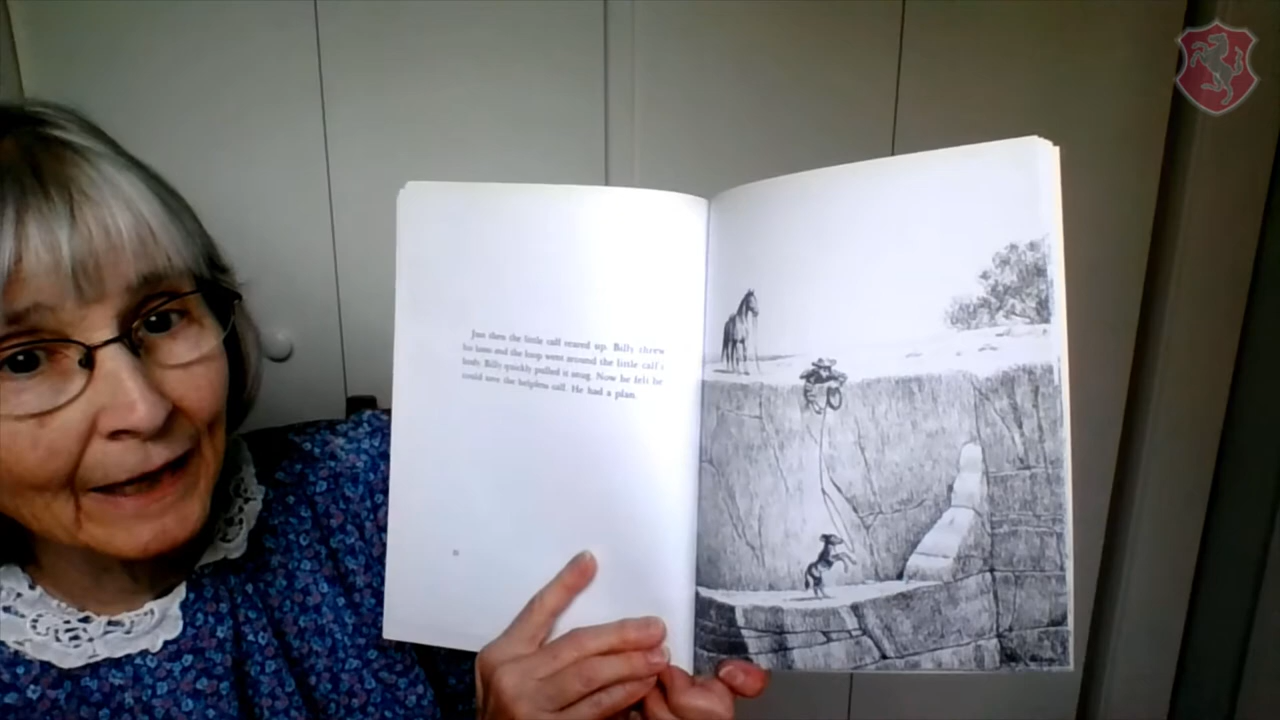 Just then the little calf reared up. Billy threw
his lasso and the loop went around the little calf's
body. Billy quickly pulled it snug. Now he felt he
could save the helpless calf. He had a plan.